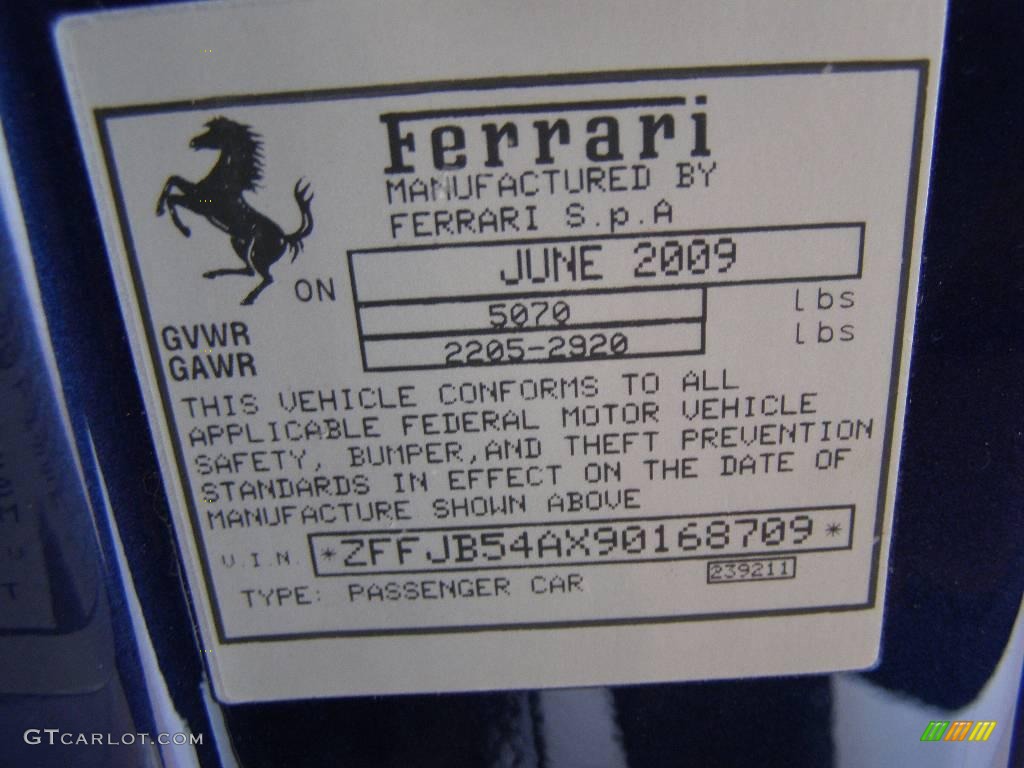 Ferrari
MANUFACTURED BY
FERRARI S.p.A
ON JUNE 2009
GVWR 5070 lbs
GAWR 2205-2920 lbs
THIS VEHICLE CONFORMS TO ALL
APPLICABLE FEDERAL MOTOR VEHICLE
SAFETY, BUMPER,AND THEFT PREVENTION
STANDARDS IN EFFECT ON THE DATE OF
MANUFACTURE SHOWN ABOVE
V.I.N. *ZFFJB54AX90168709*
239211
TYPE: PASSENGER CAR
GTCARLOT.COM